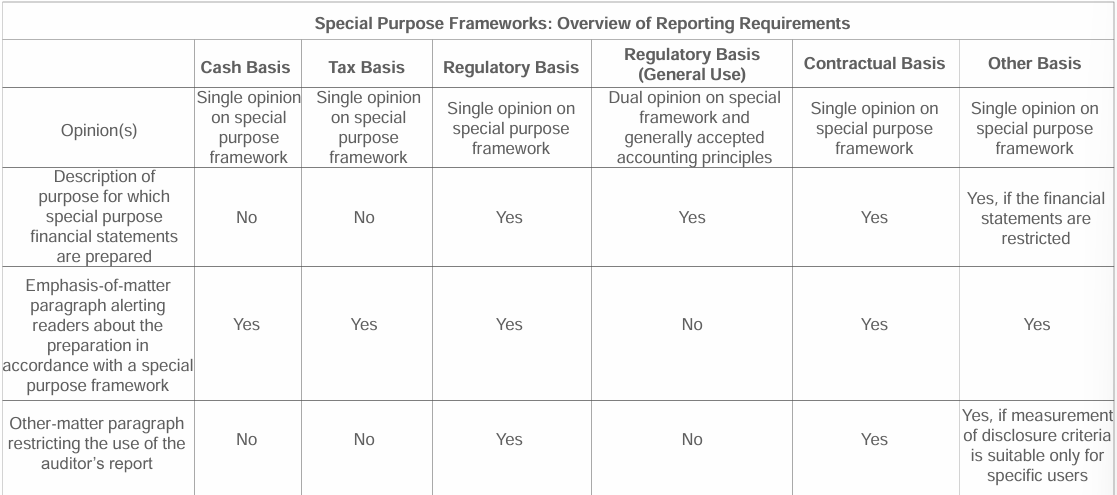 Special Purpose Frameworks: Overview of Reporting Requirements
Cash Basis
Tax Basis
Regulatory Basis
Regulatory Basis
(General Use)
Contractual Basis
Other Basis
Opinion(s)
Single opinion
on special
purpose
framework
Single opinion
on special
purpose
framework
Single opinion on
special purpose
framework
Dual opinion on special
framework and
generally accepted
accounting principles
Single opinion on
special purpose
framework
Single opinion on
special purpose
framework
Description of
purpose for which
special purpose
financial statements
are prepared
No
No
Yes
Yes
Yes
Yes, if the financial
statements are
restricted
Emphasis-of-matter
paragraph alerting
readers about the
preparation in
accordance with a special
purpose framework
Yes
Yes
Yes
No
Yes
Yes
Other-matter paragraph
restricting the use of the
auditor's report
No
No
Yes
No
Yes
Yes, if measurement
of disclosure criteria
is suitable only for
specific users